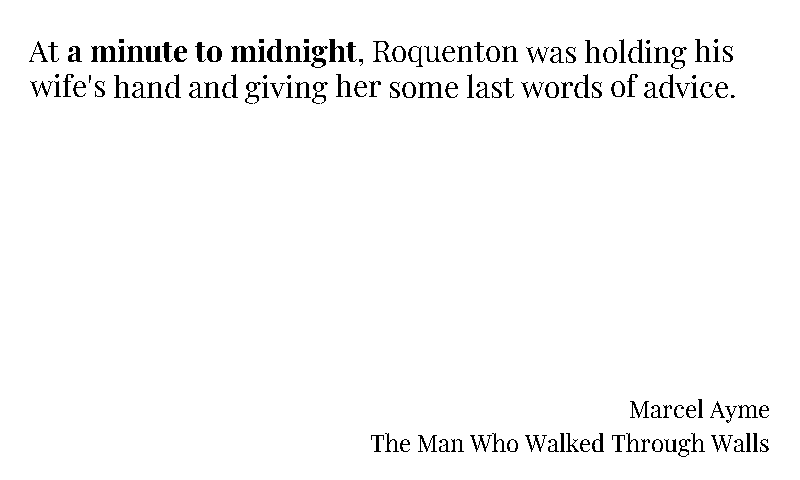 At a minute to midnight, Roquenton was holding his
wife's hand and giving her some last words of advice.
Marcel Ayme
The Man Who Walked Through Walls